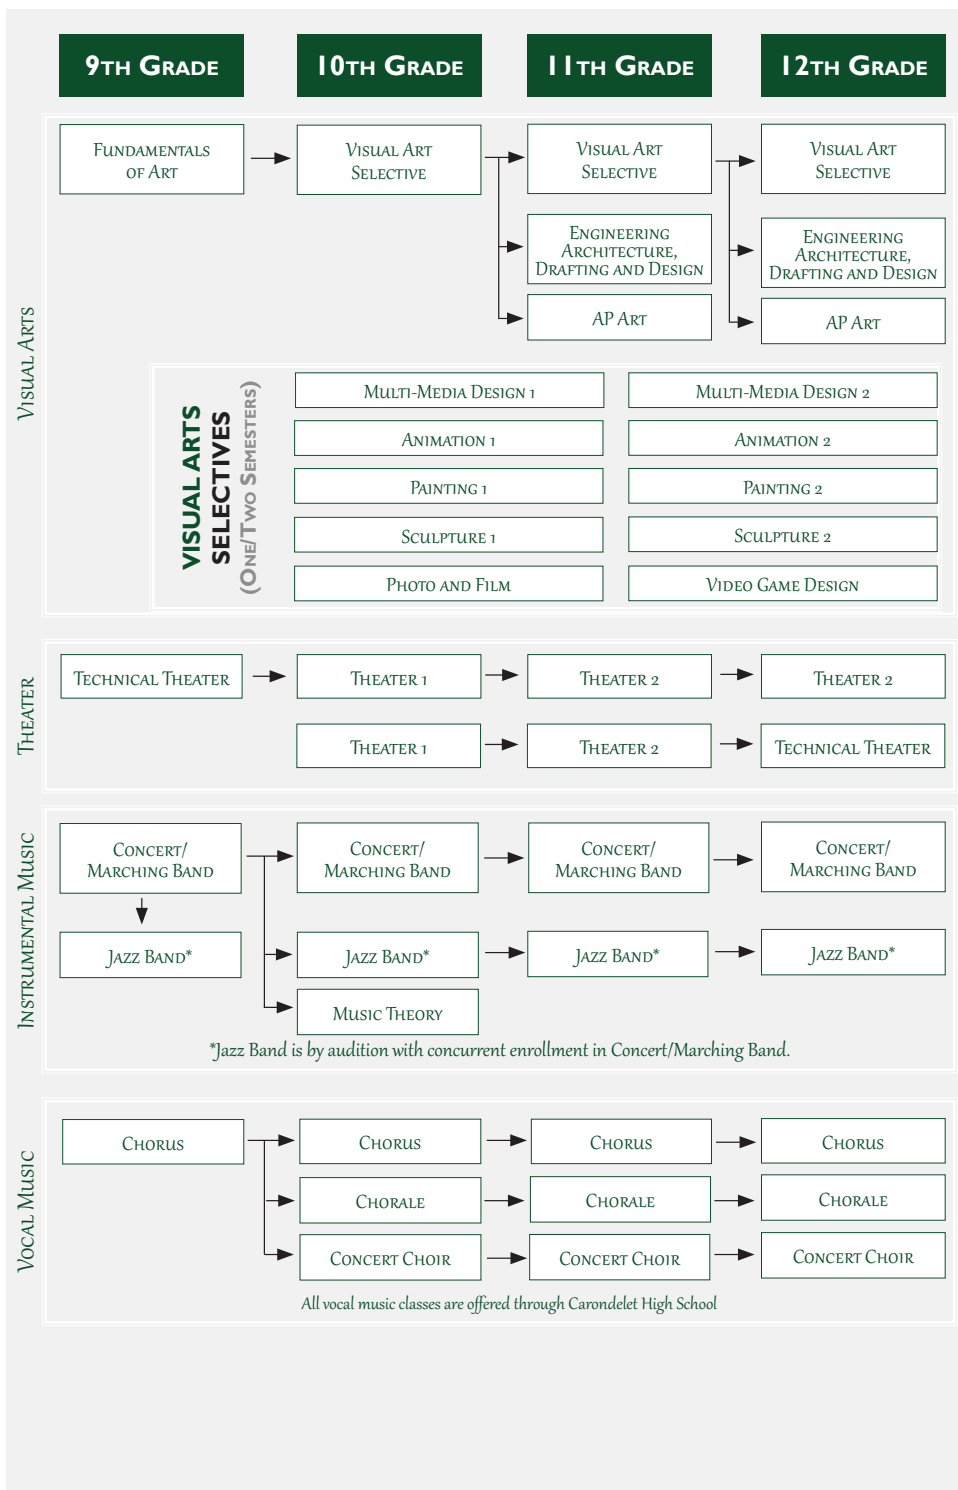 9th Grade
10th Grade
11th Grade
12th Grade
Visual Arts
Fundamentals
of Art
Visual Art
Selective
Visual Art
Selective
Visual Art
Selective
Engineering
Architecture,
Drafting and Design
Engineering
Architecture,
Drafting and Design
AP Art
AP Art
VISUAL ARTS
SELECTIVES
(One/Two Semesters)
Multi-Media Design 1
Multi-Media Design 2
Animation 1
Animation 2
Painting 1
Painting 2
Sculpture 1
Sculpture 2
Photo and Film
Video Game Design
Theater
Technical Theater
Theater 1
Theater 2
Theater 2
Theater 1
Theater 2
Technical Theater
Instrumental Music
Concert/
Marching Band
Concert/
Marching Band
Concert/
Marching Band
Concert/
Marching Band
Jazz Band*
Jazz Band*
Jazz Band*
Jazz Band*
Music Theory
*Jazz Band is by audition with concurrent enrollment in Concert/Marching Band.
Vocal Music
Chorus
Chorus
Chorus
Chorus
Chorale
Chorale
Chorale
Concert Choir
Concert Choir
Concert Choir
All vocal music classes are offered through Carondelet High School